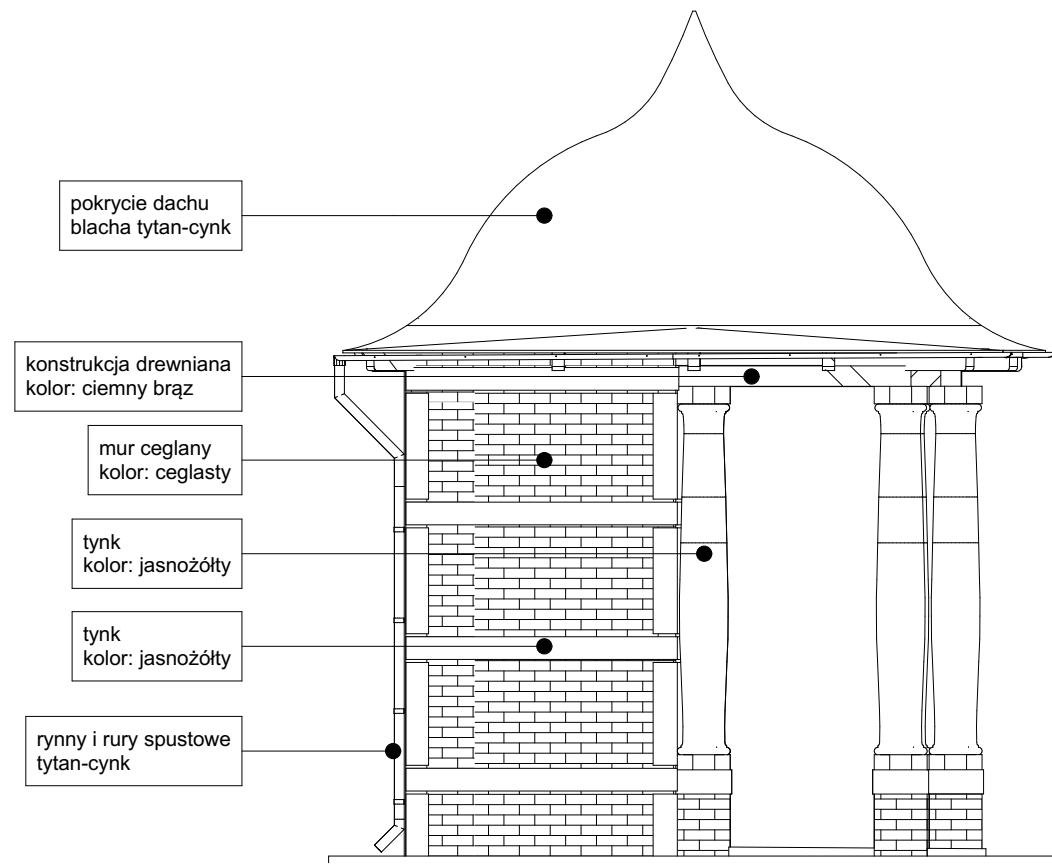 pokrycie dachu
blacha tytan-cynk
konstrukcja drewniana
kolor: ciemny brąz
mur ceglany
kolor: ceglasty
tynk
kolor: jasnożółty
tynk
kolor: jasnożółty
rynny i rury spustowe
tytan-cynk